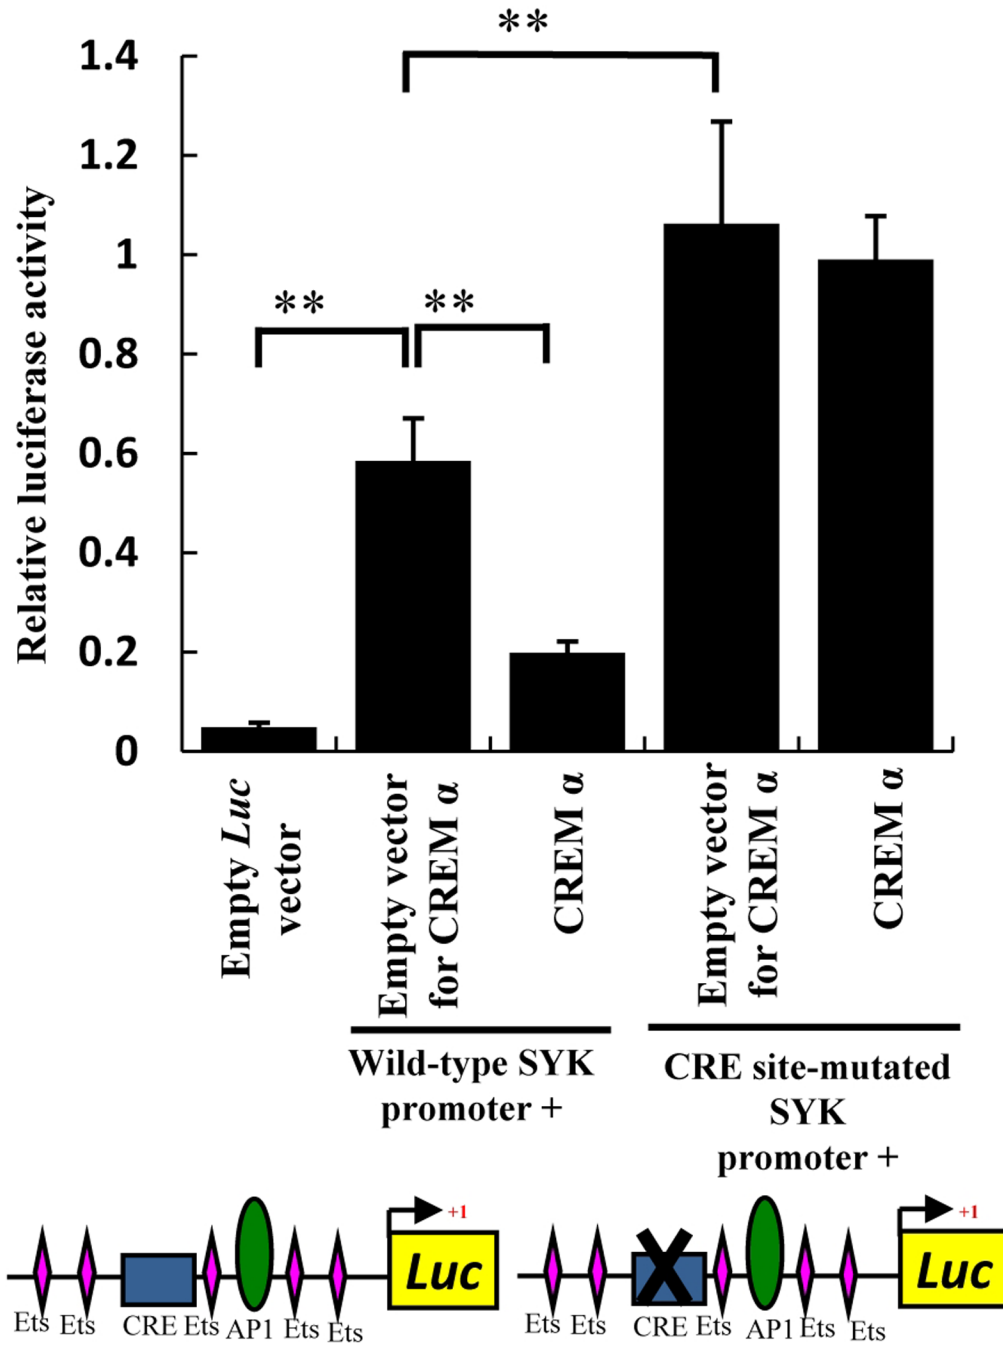 **
1.4
1.2
1
0.8
0.6
0.4
0.2
0
Relative luciferase activity
**
**
Empty Luc
vector
Empty vector
for CREM α
CREM α
Empty vector
for CREM α
CREM α
Wild-type SYK
promoter +
CRE site-mutated
SYK
promoter +
+1
Luc
Ets
Ets
CRE
Ets
AP1
Ets
Ets
+1
Luc
Ets
Ets
CRE
Ets
AP1
Ets
Ets